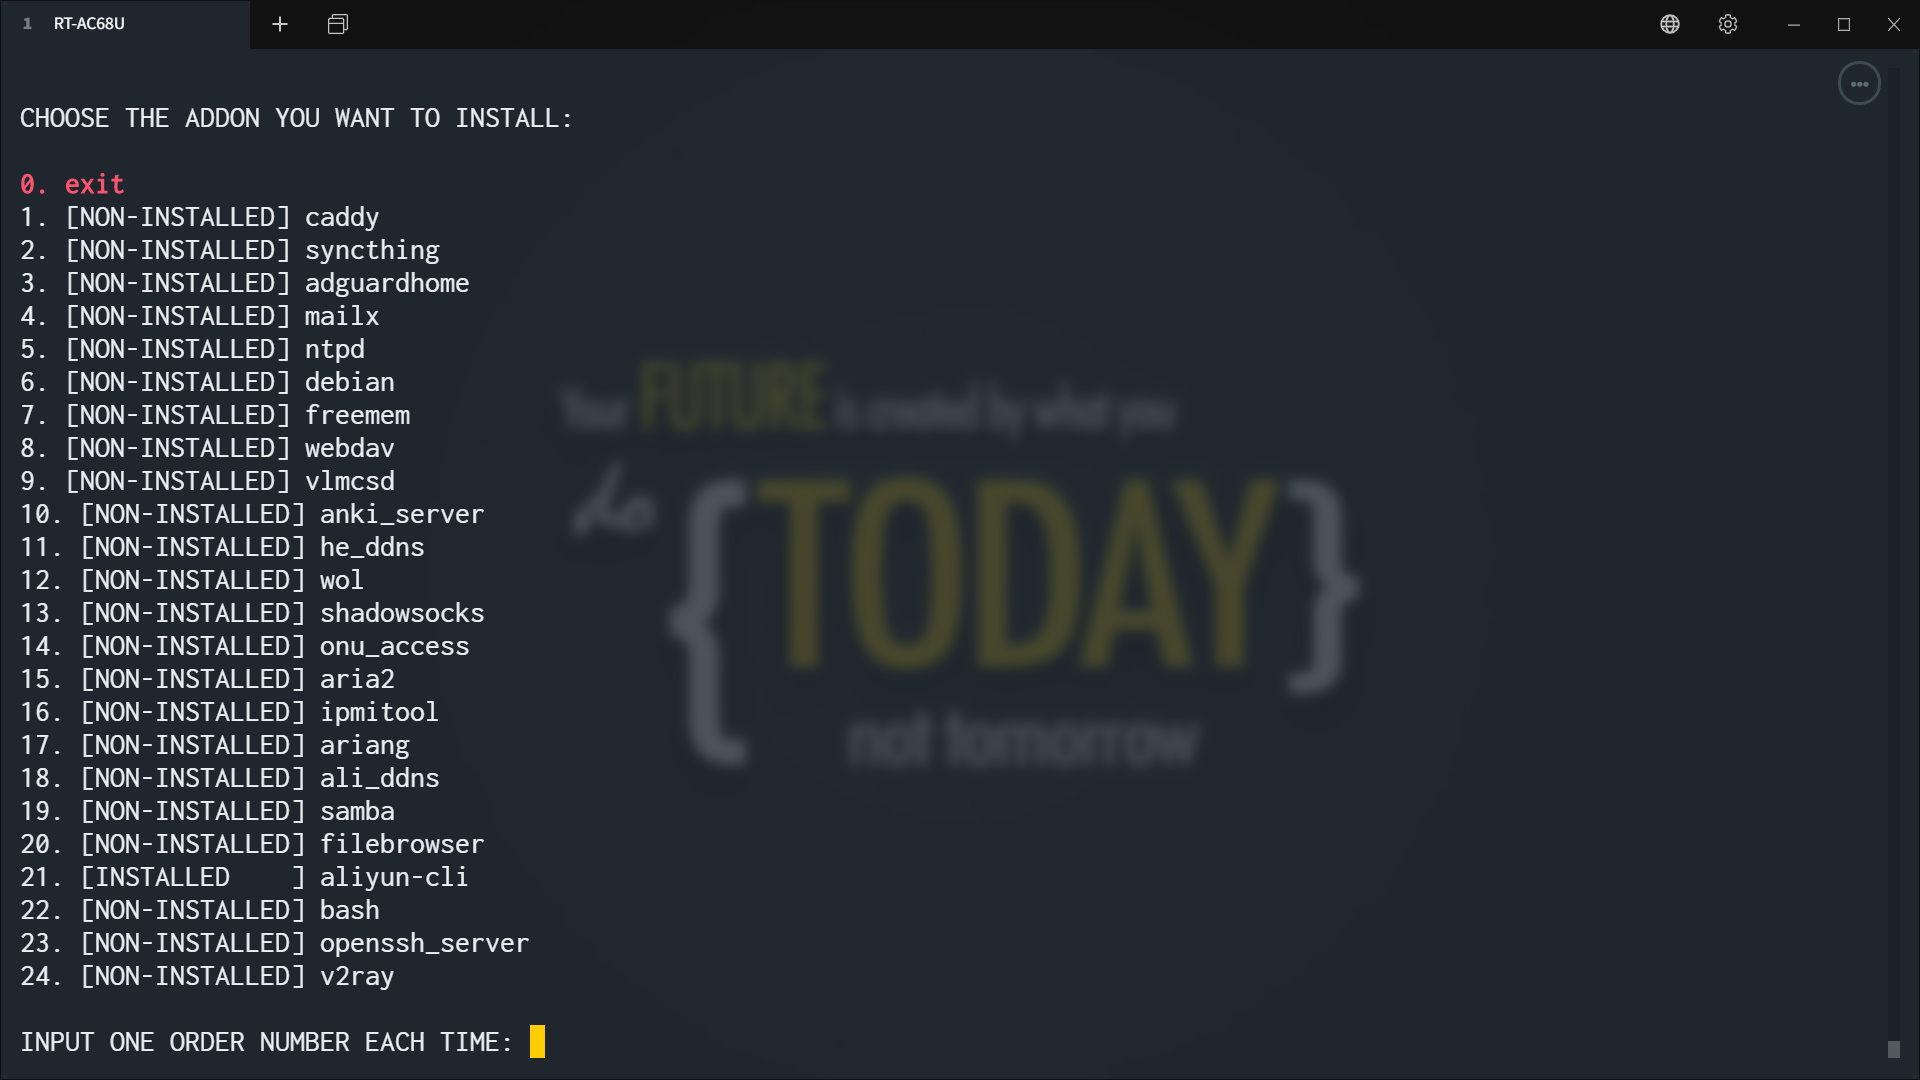 1 RT-AC68U
CHOOSE THE ADDON YOU WANT TO INSTALL:
0. exit
1. [NON-INSTALLED] caddy
2. [NON-INSTALLED] syncthing
3. [NON-INSTALLED] adguardhome
4. [NON-INSTALLED] mailx
5. [NON-INSTALLED] ntpd
6. [NON-INSTALLED] debian
7. [NON-INSTALLED] freemem
8. [NON-INSTALLED] webdav
9. [NON-INSTALLED] vlmcsd
10. [NON-INSTALLED] anki_server
11. [NON-INSTALLED] he_ddns
12. [NON-INSTALLED] wol
13. [NON-INSTALLED] shadowsocks
14. [NON-INSTALLED] onu_access
15. [NON-INSTALLED] aria2
16. [NON-INSTALLED] ipmitool
17. [NON-INSTALLED] ariang
18. [NON-INSTALLED] ali_ddns
19. [NON-INSTALLED] samba
20. [NON-INSTALLED] filebrowser
21. [INSTALLED    ] aliyun-cli
22. [NON-INSTALLED] bash
23. [NON-INSTALLED] openssh_server
24. [NON-INSTALLED] v2ray
INPUT ONE ORDER NUMBER EACH TIME:
Your FUTURE is created by what you
do {TODAY}
not tomorrow